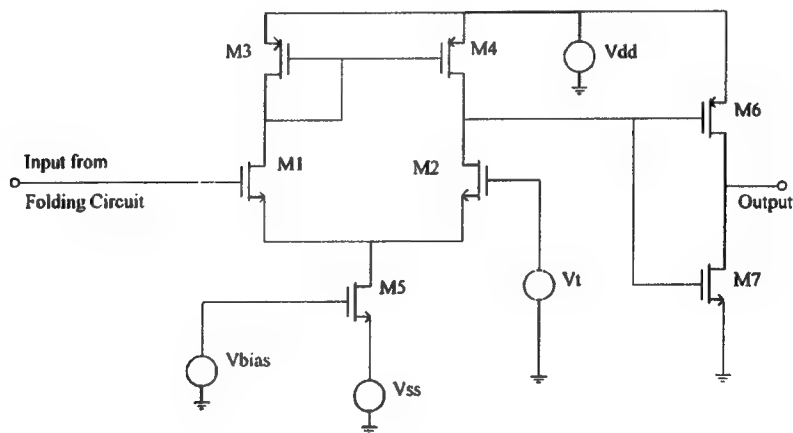 M3
M4
Vdd
M6
Input from
M1
M2
Folding Circuit
Output
M5
Vt
M7
Vbias
Vss